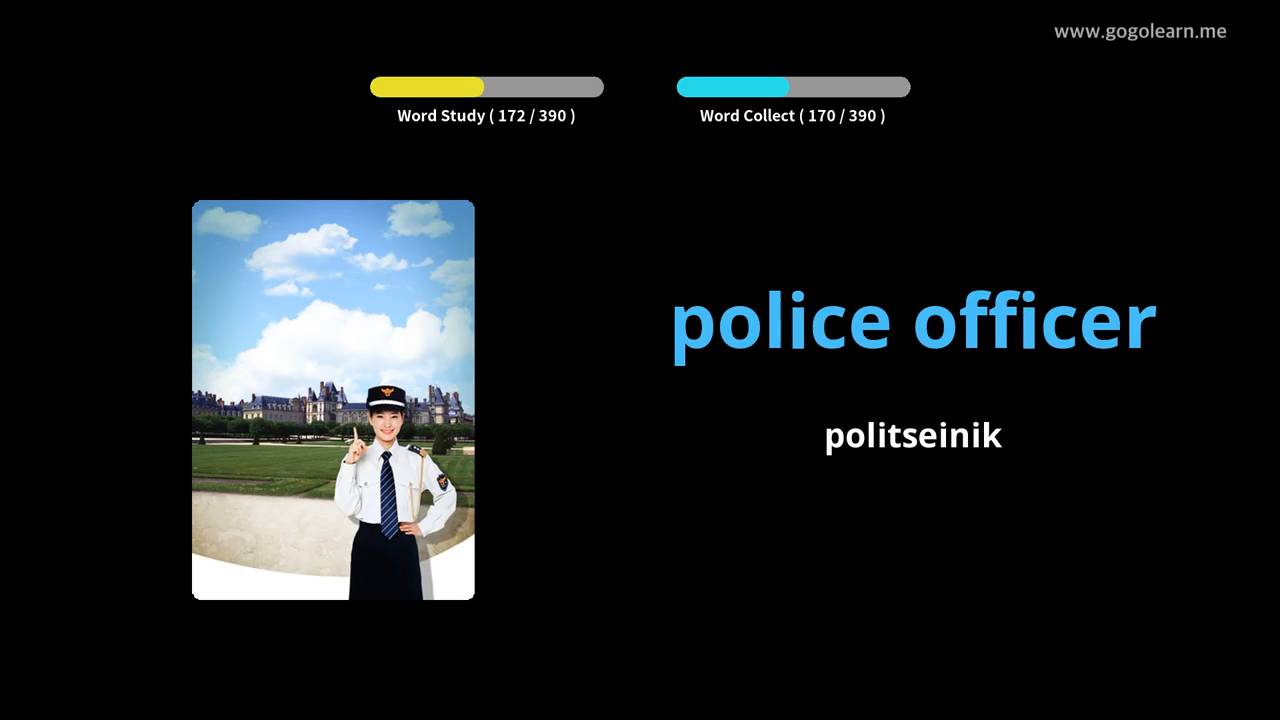 www.gogolearn.me
Word Study ( 172 / 390 )
Word Collect ( 170 / 390 )
police officer
politseinik